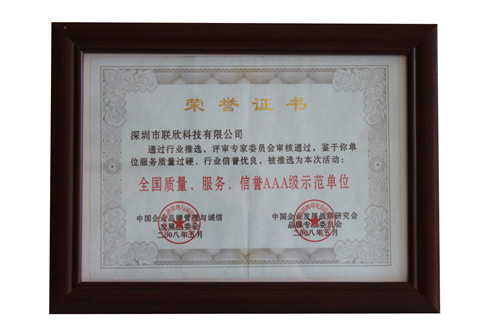 荣誉证书
深圳市联欣科技有限公司
通过行业推选，评审专家委员会审核通过，鉴于你单
位服务质量过硬、行业信誉优良，被推选为本次活动：
全国质量、服务、信誉AAA级示范单位
中国企业品牌管理与诚信
中国企业发展战略研究会
发展组委会
品牌专业委员会
二00八年五月
二00八年五月